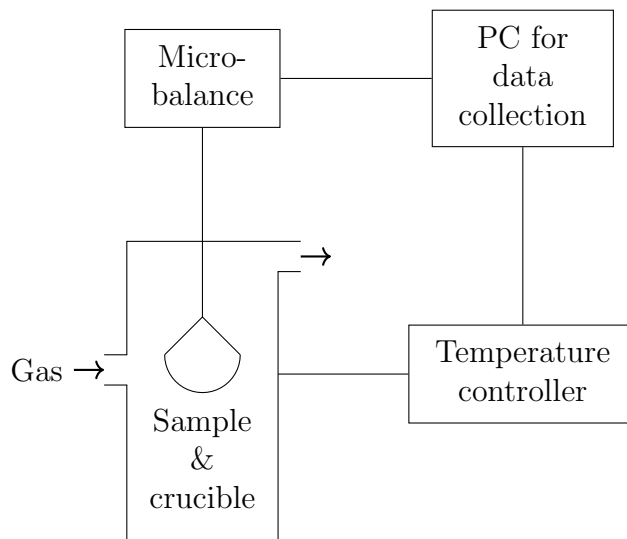 Micro-
balance
PC for
data
collection
Gas
Sample
&
crucible
Temperature
controller